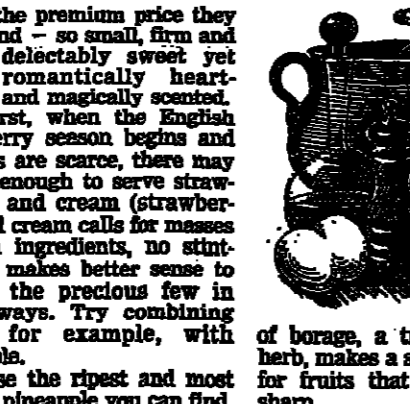 the premium price they
nd — so small, firm and
delectably sweet yet
romantically heart-
and magically scented.
rst, when the English
erry season begins and
s are scarce, there may
enough to serve straw-
and cream (strawber-
d cream calls for masses
ingredients, no stint-
makes better sense to
the precious few in
ways. Try combining
for example, with
ple.
se the ripest and most
pineapple you can find
of borage, a t
herb, makes a s
for fruits that
sharp